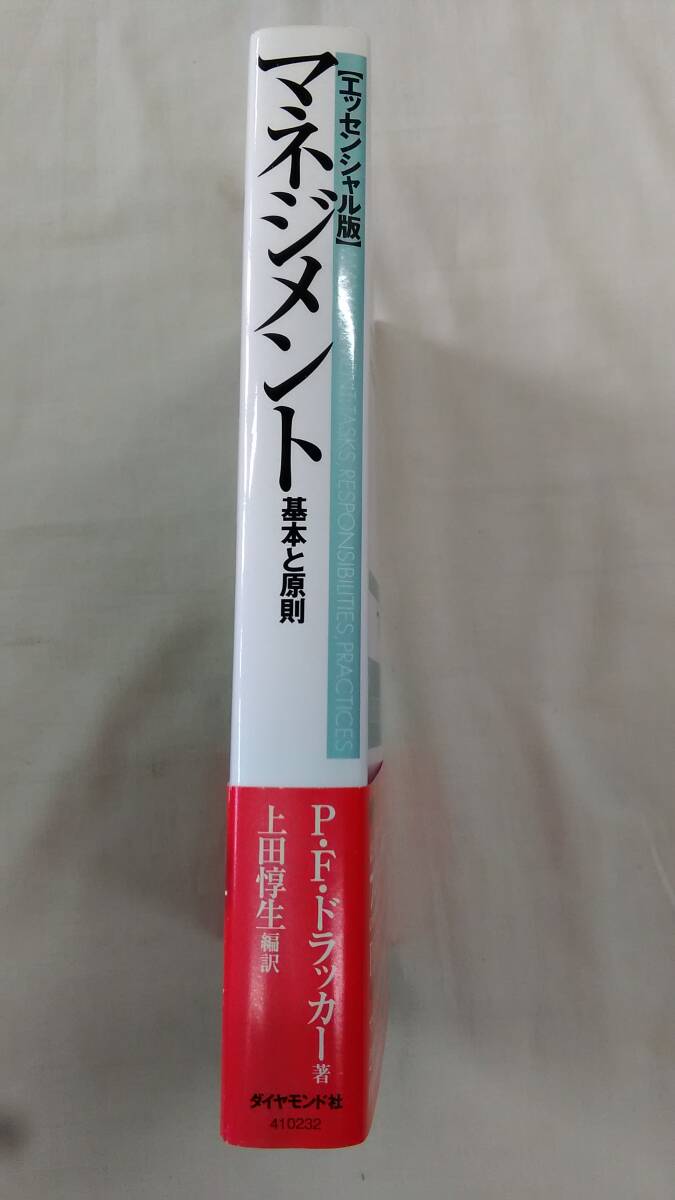 【エッセンシャル版】
マネジメント
基本と原則
TASKS, RESPONSIBILITIES, PRACTICES
P・F・ドラッカー 著
上田惇生 編訳
ダイヤモンド社
410232